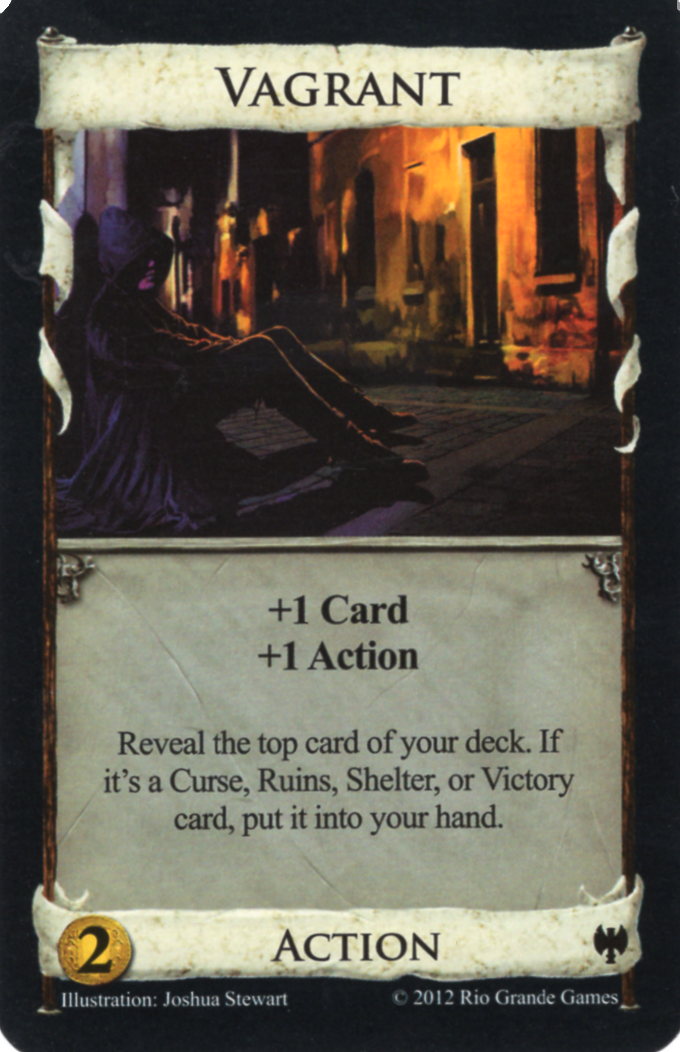 VAGRANT
+1 Card
+1 Action
Reveal the top card of your deck. If
it's a Curse, Ruins, Shelter, or Victory
card, put it into your hand.
2 ACTION
Illustration: Joshua Stewart © 2012 Rio Grande Games